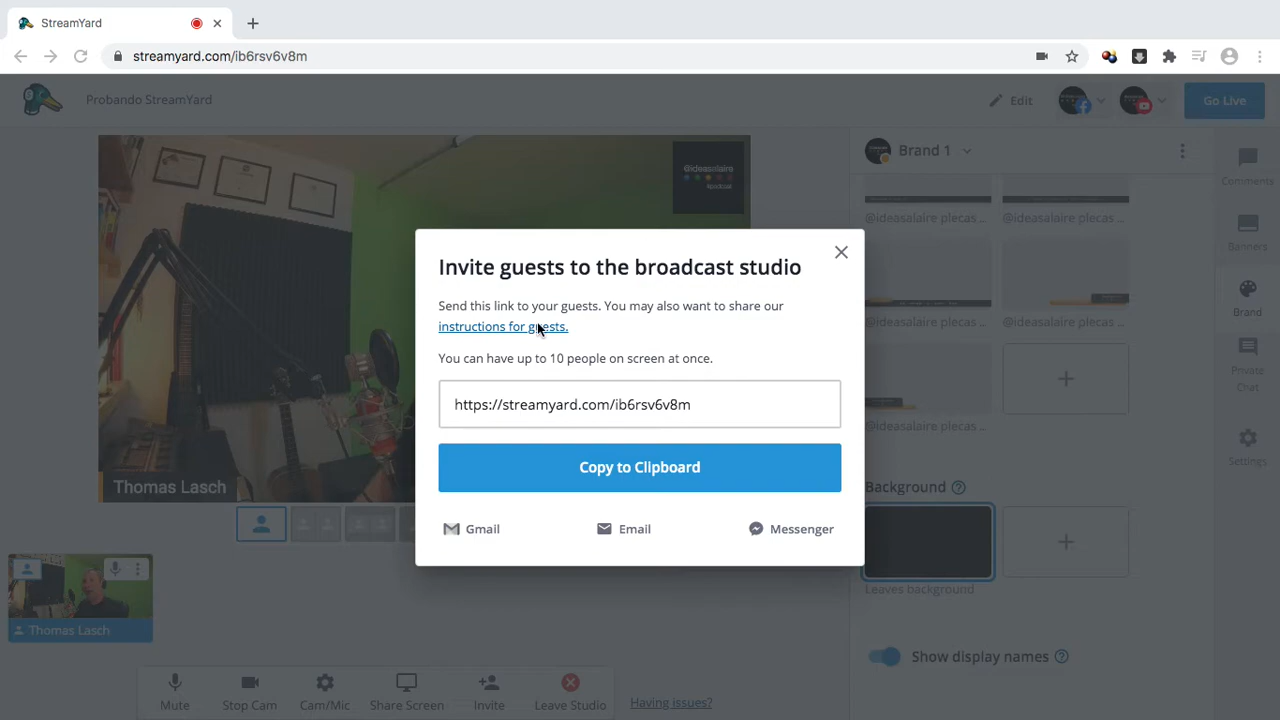 StreamYard
streamyard.com/ib6rsv6v8m
Probando StreamYard
Edit
Go Live
@ideasalaire
Brand 1
Comments
@ideasalaire plecas ...
@ideasalaire plecas ...
Banners
Invite guests to the broadcast studio
Send this link to your guests. You may also want to share our
instructions for guests.
You can have up to 10 people on screen at once.
https://streamyard.com/ib6rsv6v8m
Copy to Clipboard
Gmail
Email
Messenger
@ideasalaire plecas ...
@ideasalaire plecas ...
Brand
Private
Chat
@ideasalaire plecas ...
Settings
Background
Leaves background
Show display names
Thomas Lasch
Thomas Lasch
Mute
Stop Cam
Cam/Mic
Share Screen
Invite
Leave Studio
Having issues?